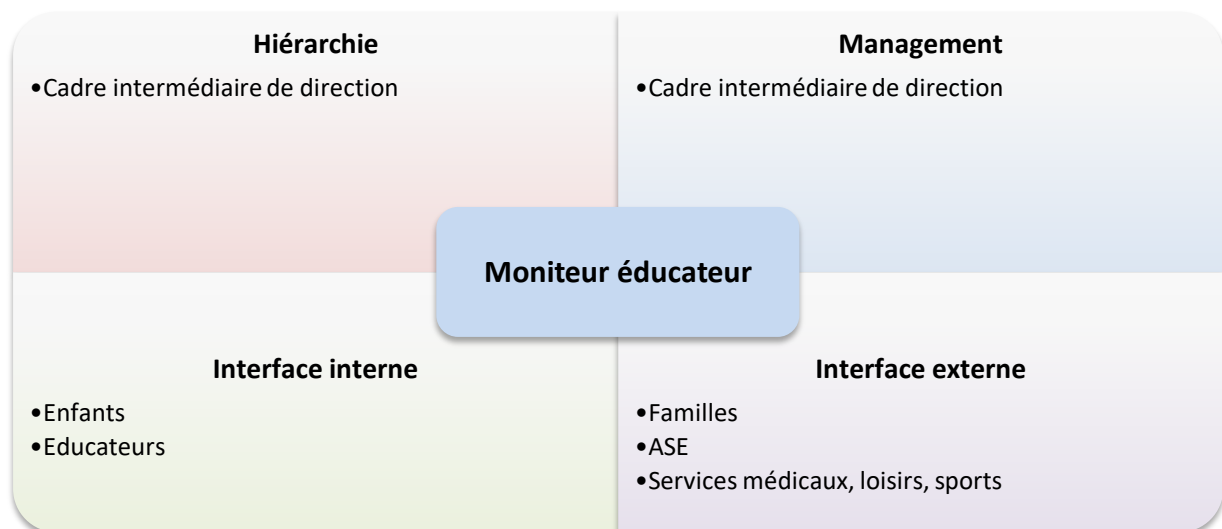 Hiérarchie
•Cadre intermédiaire de direction
Management
•Cadre intermédiaire de direction
Moniteur éducateur
Interface interne
•Enfants
•Educateurs
Interface externe
•Familles
•ASE
•Services médicaux, loisirs, sports